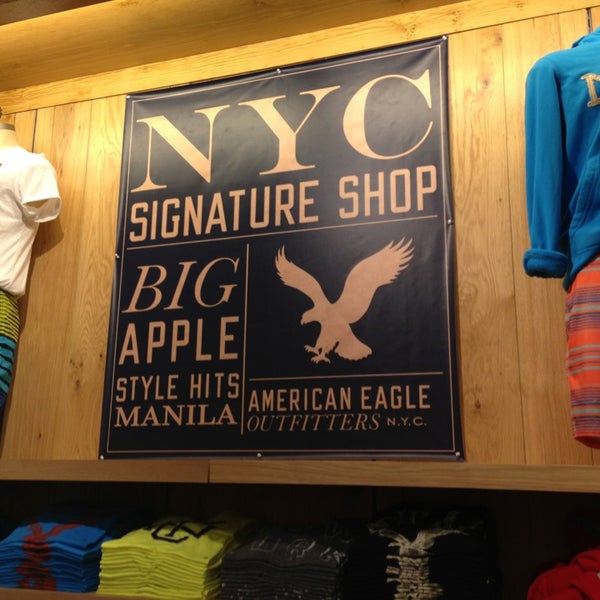 NYC
SIGNATURE SHOP
BIG
APPLE
STYLE HITS
MANILA
AMERICAN EAGLE
OUTFITTERS N.Y.C.